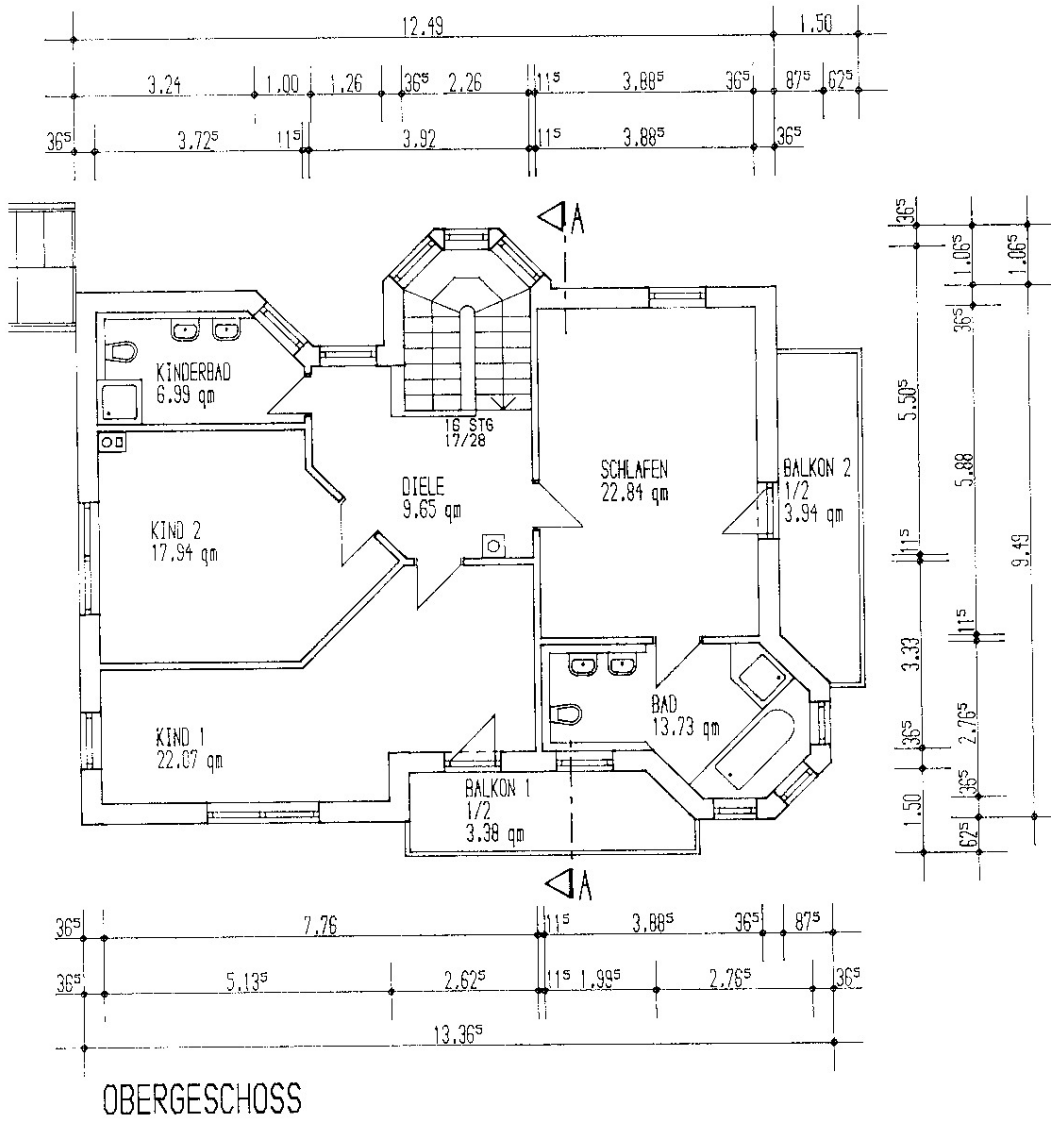 12.49
1.50
3.24
1.00
1.26
36⁵
2.26
11⁵
3.88⁵
36⁵
87⁵
62⁵
36⁵
3.72⁵
11⁵
3.92
11⁵
3.88⁵
36⁵
A
KINDERBAD
6.99 qm
16 STG
17/28
DIELE
9.65 qm
SCHLAFEN
22.84 qm
BALKON 2
1/2
3.94 qm
KIND 2
17.94 qm
KIND 1
22.07 qm
BAD
13.73 qm
BALKON 1
1/2
3.38 qm
A
36⁵
5.50⁵
11⁵
3.33
36⁵
1.50
1.06⁵
36⁵
5.88
11⁵
2.76⁵
36⁵
62⁵
1.06⁵
9.49
36⁵
7.76
11⁵
3.88⁵
36⁵
87⁵
36⁵
5.13⁵
2.62⁵
11⁵
1.99⁵
2.76⁵
36⁵
13.36⁵
OBERGESCHOSS